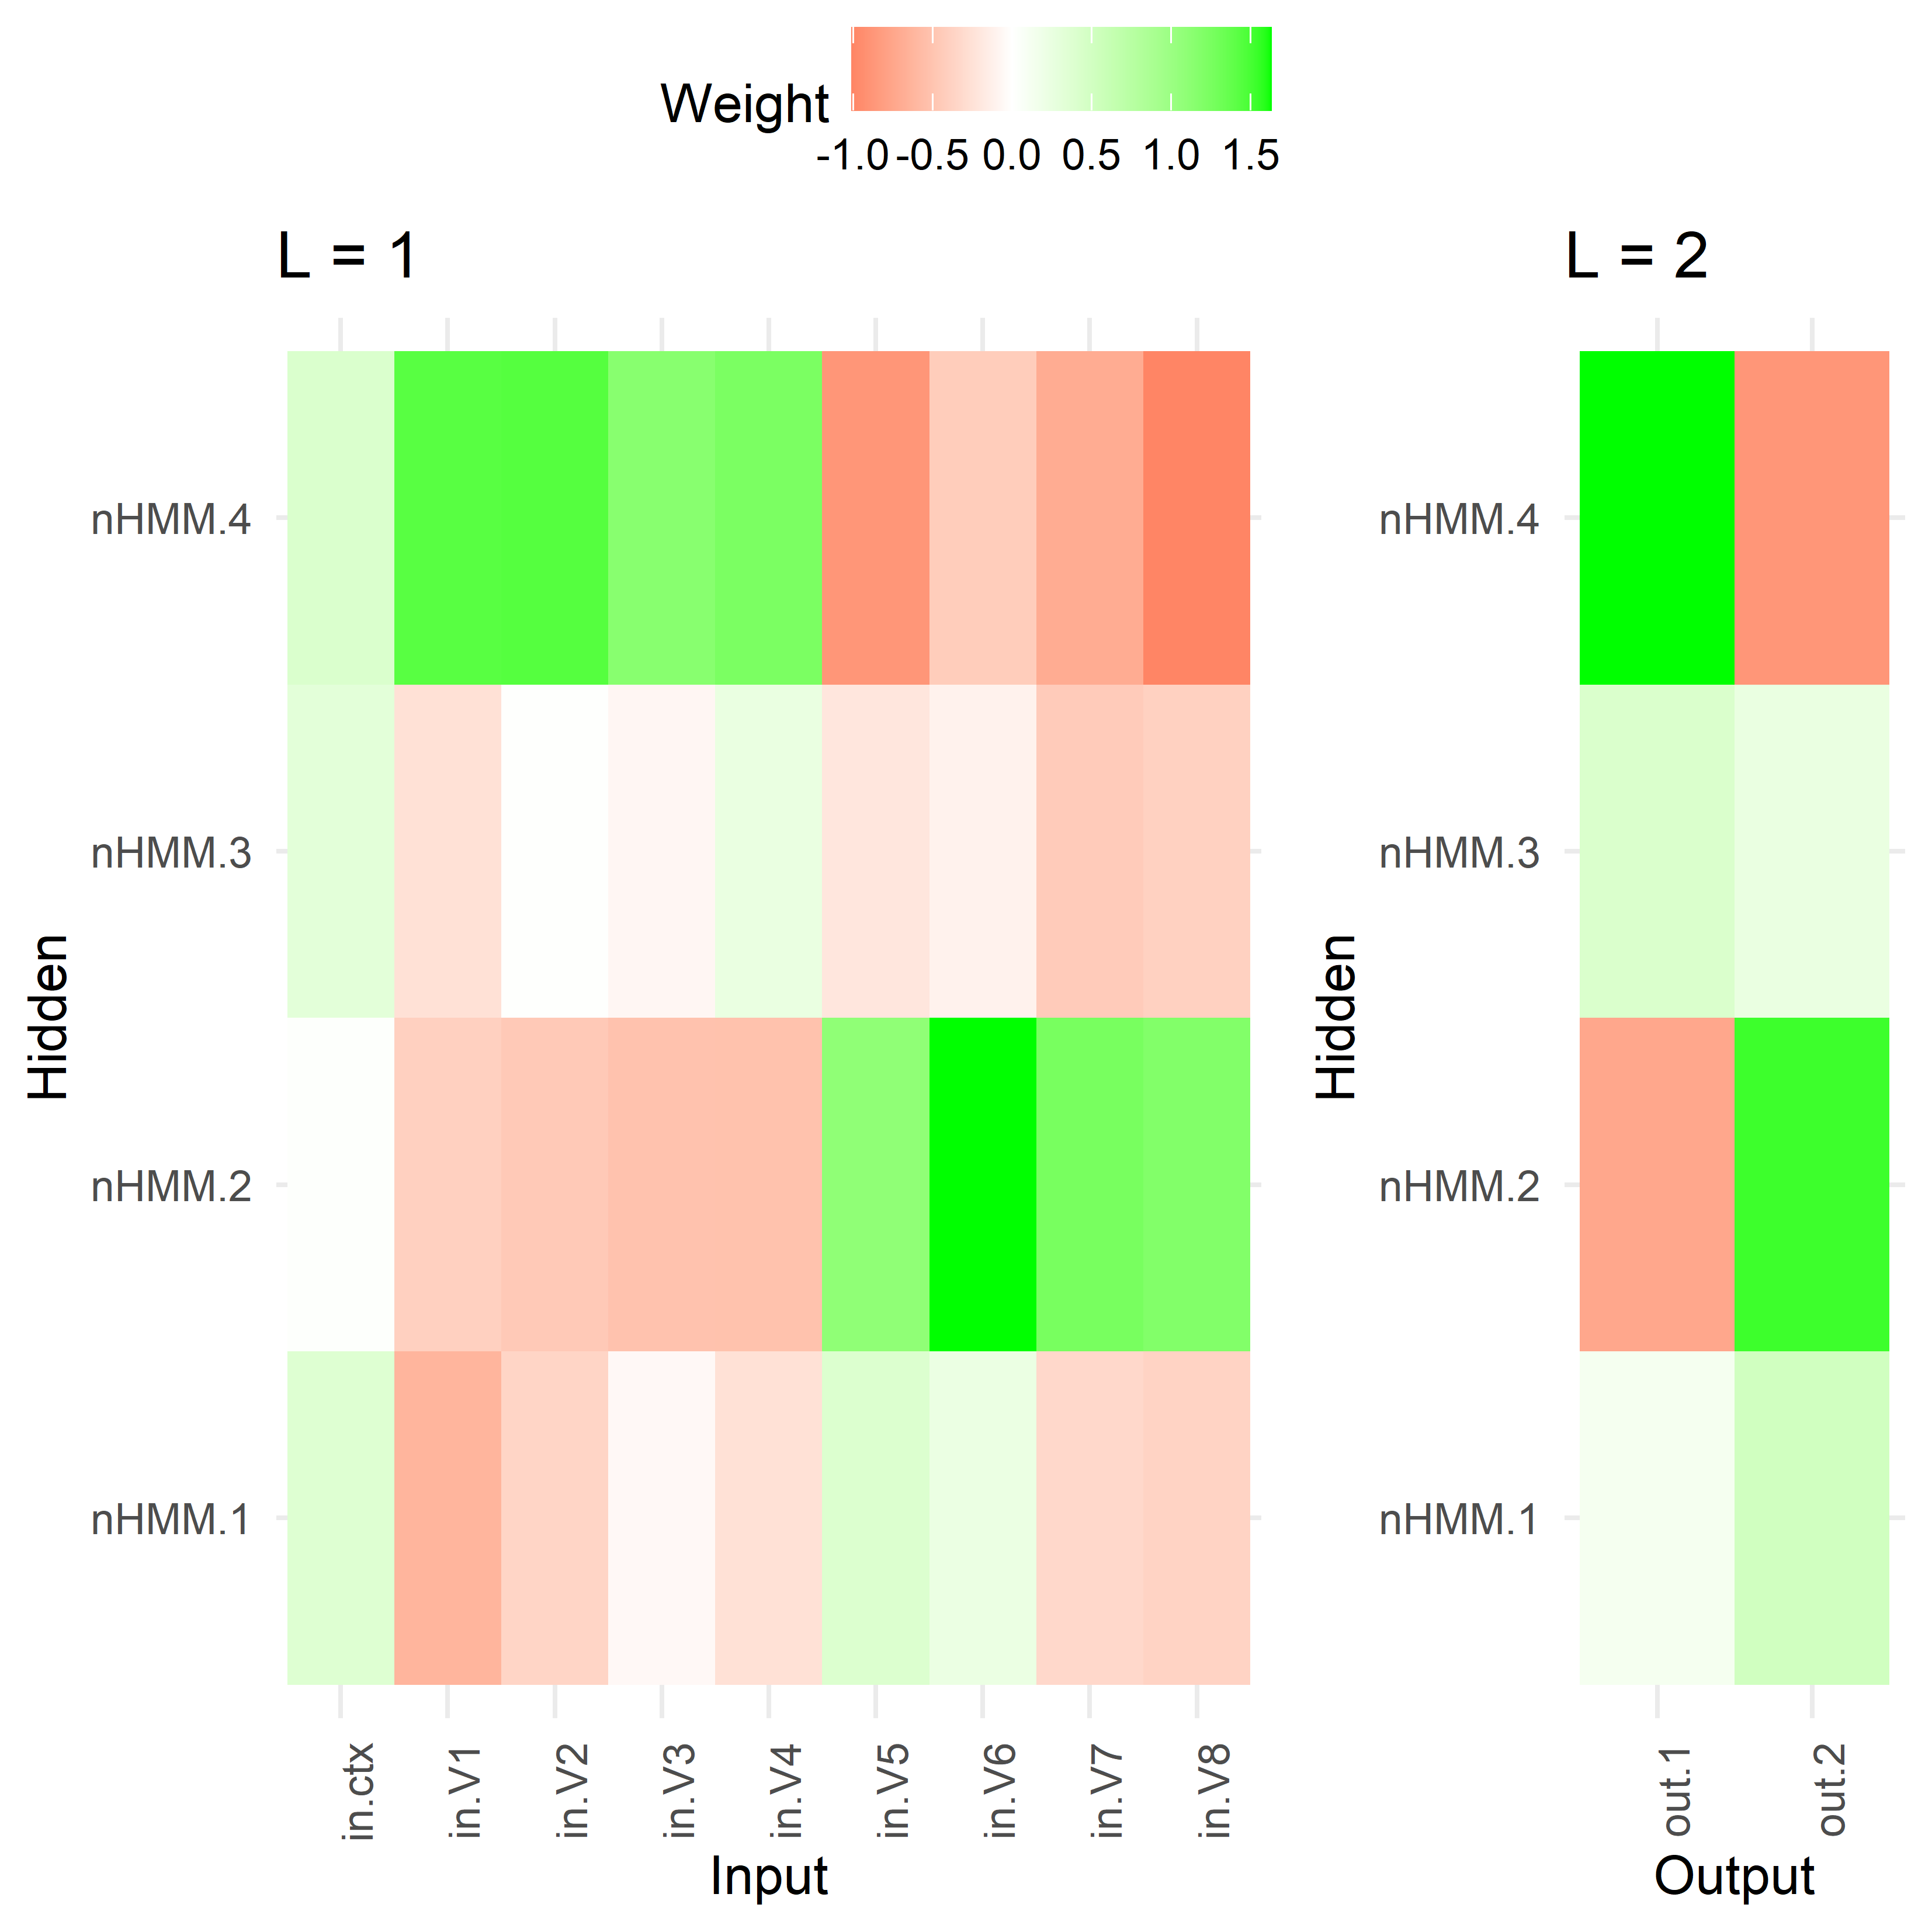 Weight
-1.0 -0.5 0.0 0.5 1.0 1.5
L = 1
Hidden
nHMM.4
nHMM.3
nHMM.2
nHMM.1
in.ctx
in.V1
in.V2
in.V3
in.V4
in.V5
in.V6
in.V7
in.V8
Input
L = 2
Hidden
nHMM.4
nHMM.3
nHMM.2
nHMM.1
out.1
out.2
Output